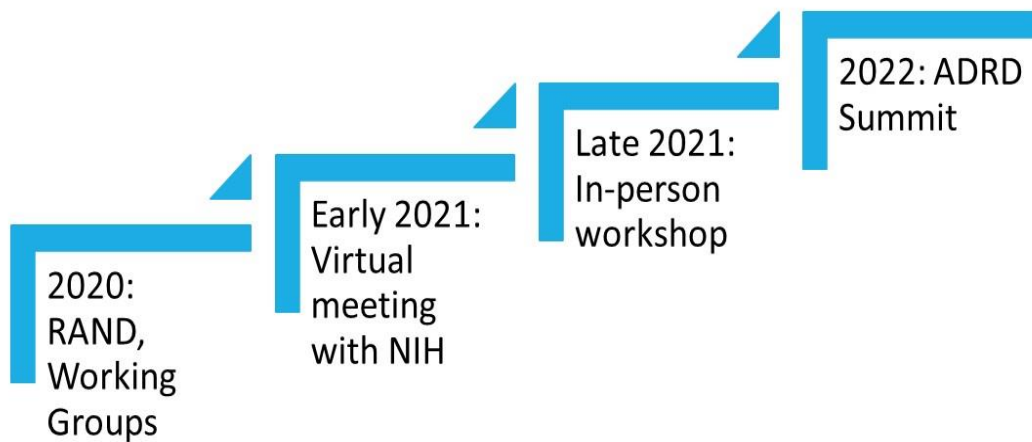 2020:
RAND,
Working
Groups
Early 2021:
Virtual
meeting
with NIH
Late 2021:
In-person
workshop
2022: ADRD
Summit